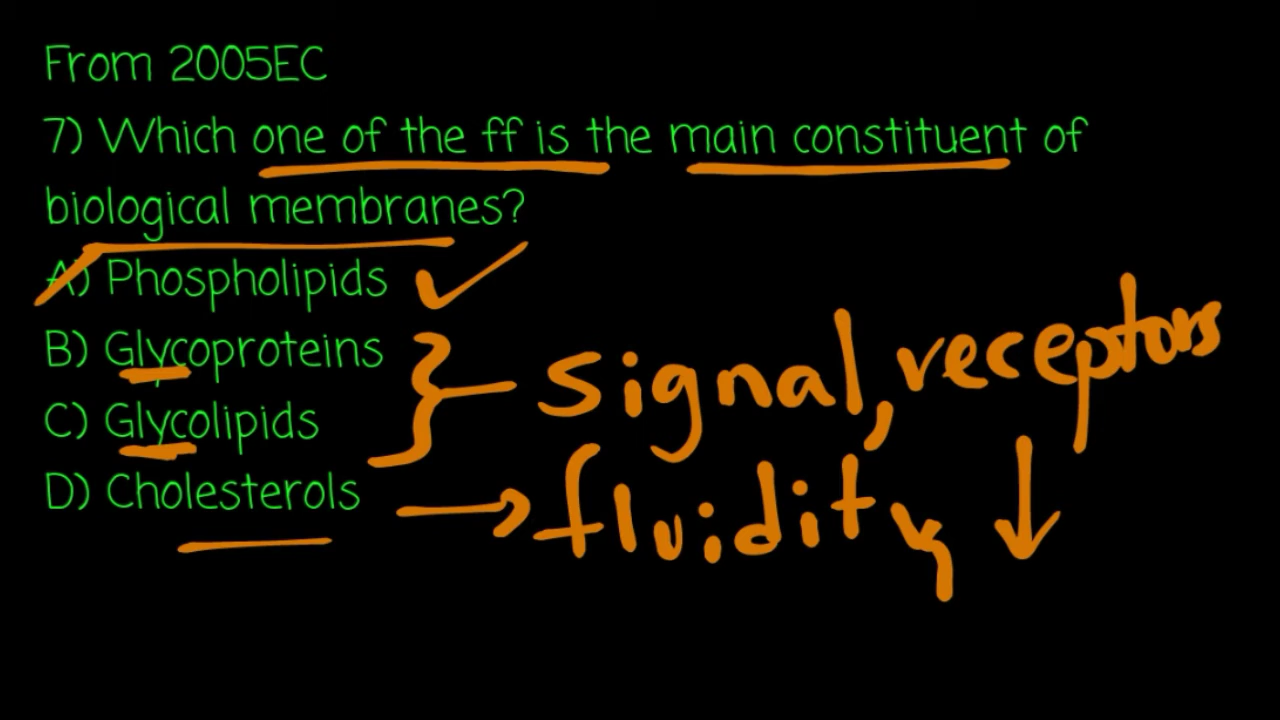 From 2005EC
7) Which one of the ff is the main constituent of
biological membranes?
A) Phospholipids
B) Glycoproteins
C) Glycolipids
D) Cholesterols
signal, receptors
fluidity